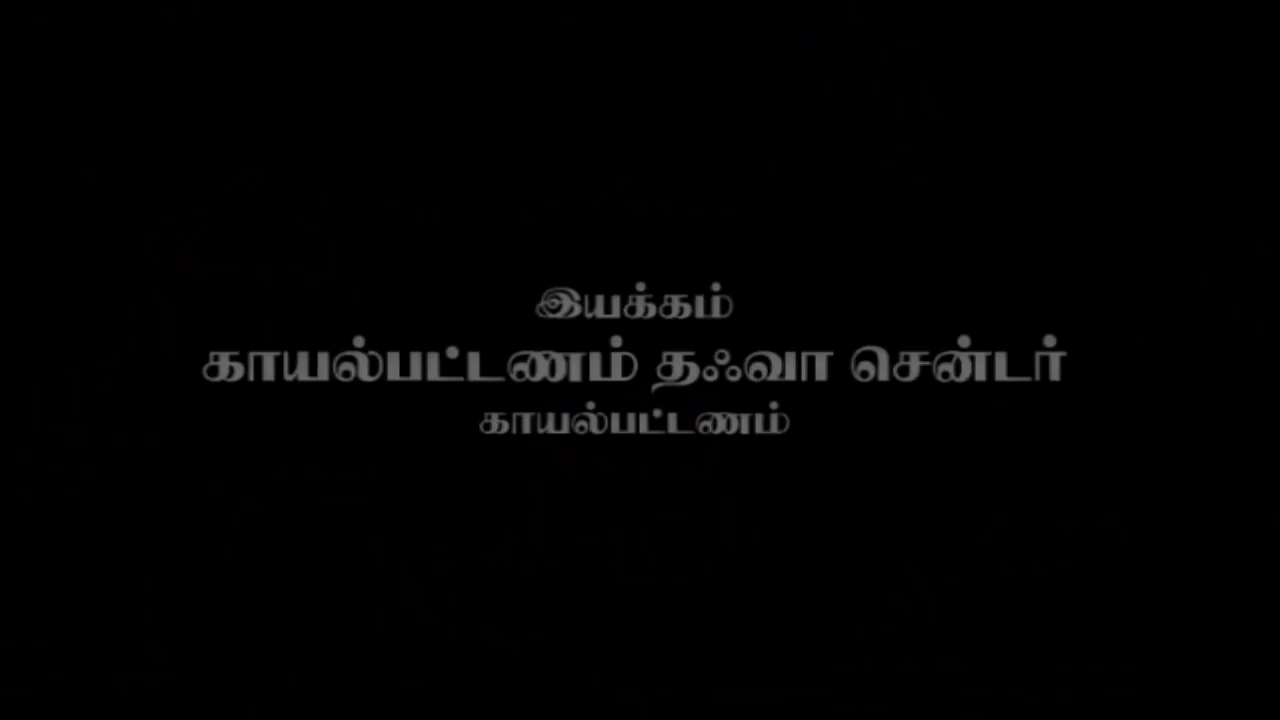 இயக்கம்
காயல்பட்டணம் தஃவா சென்டர்
காயல்பட்டணம்